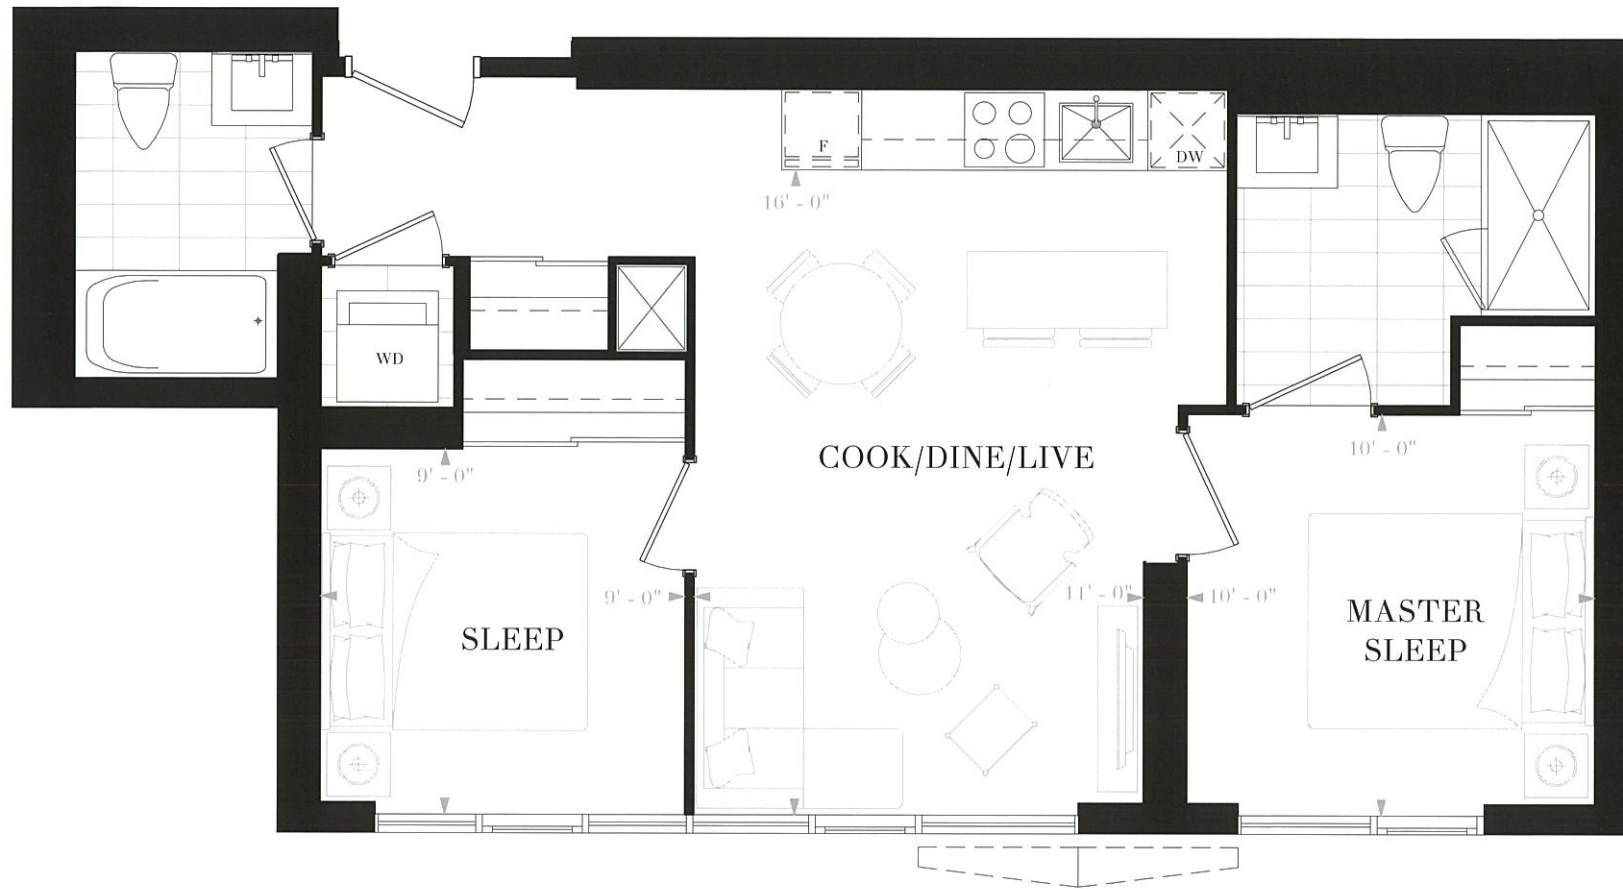 F
DW
16' - 0"
WD
COOK/DINE/LIVE
9' - 0"
10' - 0"
9' - 0"
11' - 0"
10' - 0"
SLEEP
MASTER
SLEEP